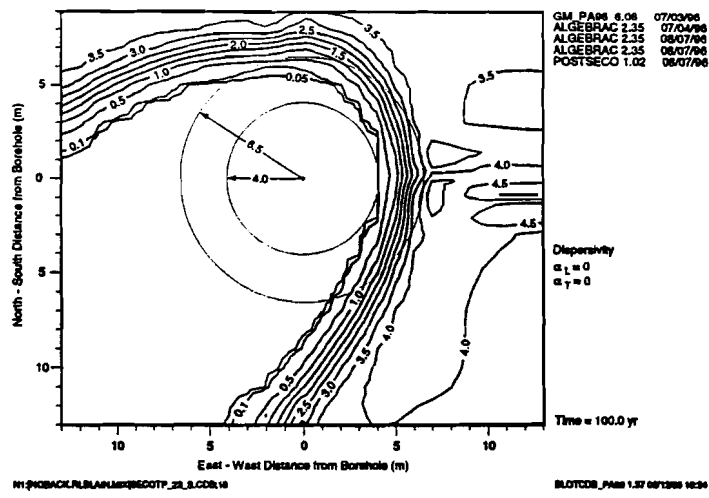 GM_PA96 6.06 07/03/96
ALGEBRAC 2.35 07/04/96
ALGEBRAC 2.35 08/07/96
ALGEBRAC 2.35 08/07/96
POSTSECO 1.02 08/07/96
3.5
3.0
2.5
2.0
1.5
1.0
0.5
0.1
0.05
3.5
6.5
4.0
4.0
4.5
4.5
1.0
4.0
3.5
4.0
0.5
3.0
2.5
0.1
5
0
5
10
North - South Distance from Borehole (m)
10
5
0
5
10
East - West Distance from Borehole (m)
Dispersivity
α L = 0
α T = 0
Time = 100.0 yr